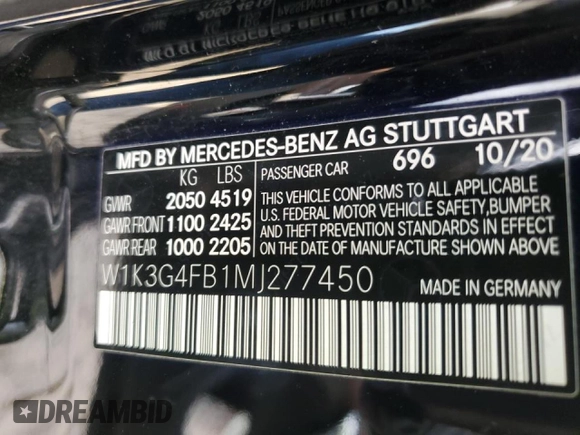 MFD BY MERCEDES-BENZ AG STUTTGART
KG LBS PASSENGER CAR 696 10/20
GVWR 2050 4519
GAWR FRONT 1100 2425
GAWR REAR 1000 2205
THIS VEHICLE CONFORMS TO ALL APPLICABLE
U.S. FEDERAL MOTOR VEHICLE SAFETY, BUMPER
AND THEFT PREVENTION STANDARDS IN EFFECT
ON THE DATE OF MANUFACTURE SHOWN ABOVE
W1K3G4FB1MJ277450
MADE IN GERMANY
DREAMBID